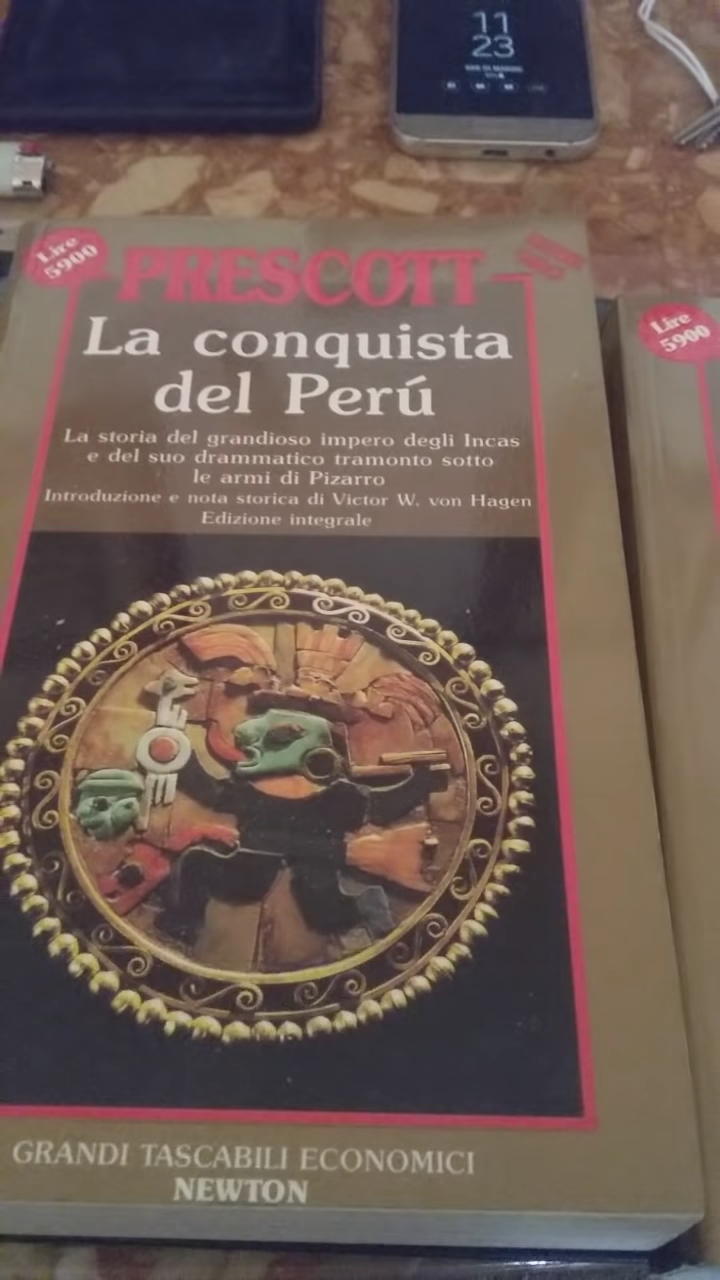 11
23
Lire
5900
PRESCOTT
La conquista
del Perú
La storia del grandioso impero degli Incas
e del suo drammatico tramonto sotto
le armi di Pizarro
Introduzione e nota storica di Victor W. von Hagen
Edizione integrale
GRANDI TASCABILI ECONOMICI
NEWTON
Lire
5900